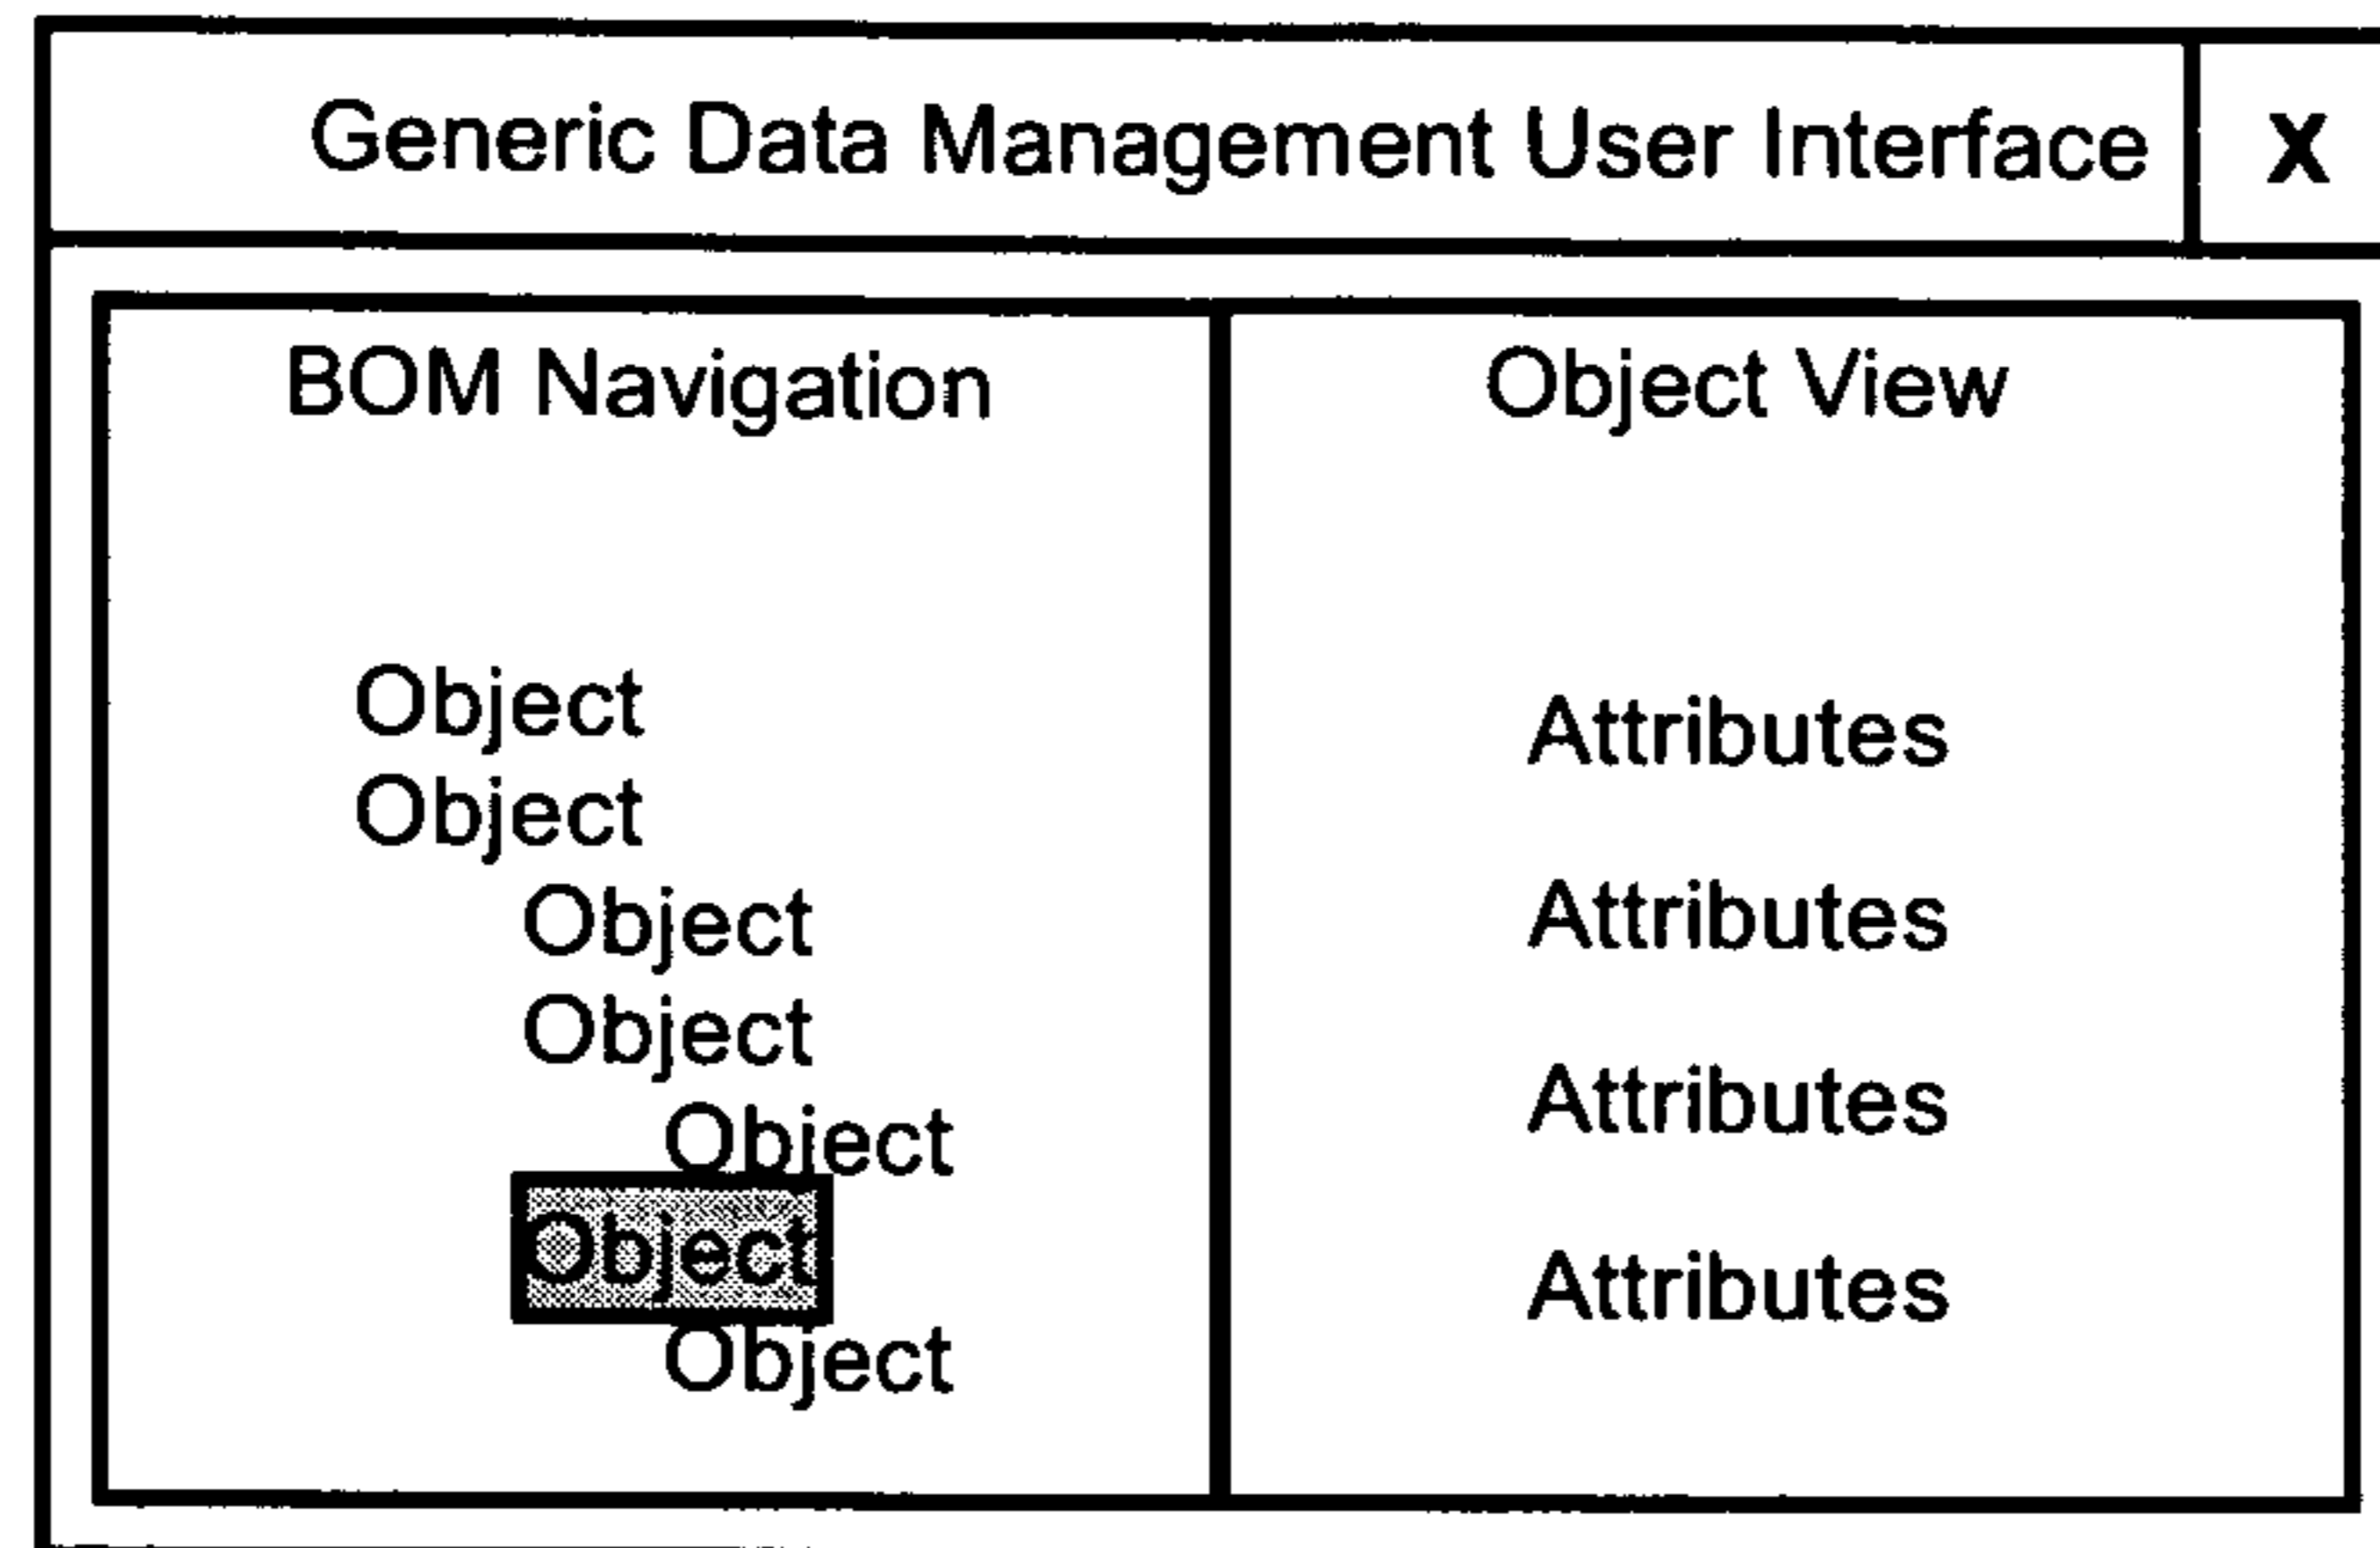 Generic Data Management User Interface X
BOM Navigation
Object
Object
Object
Object
Object
Object
Object
Object View
Attributes
Attributes
Attributes
Attributes